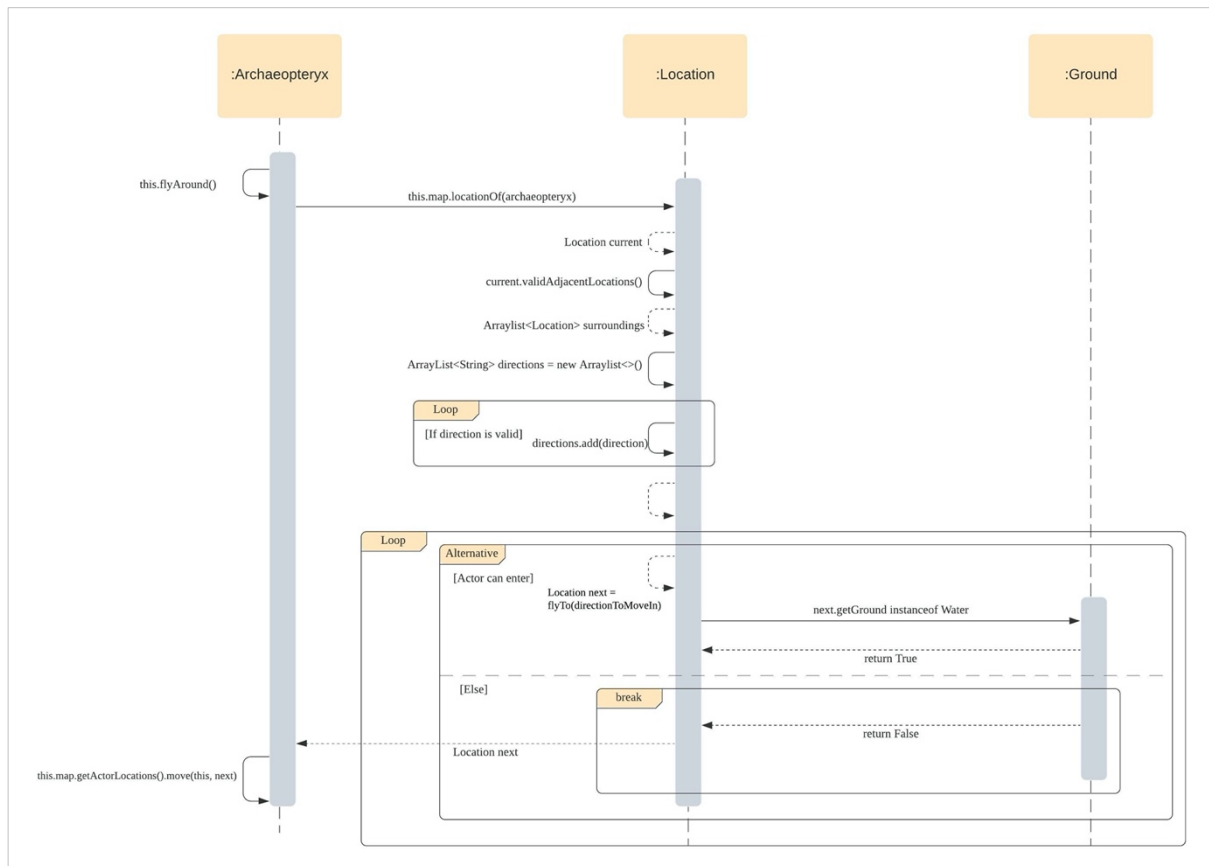 :Archaeopteryx
:Location
:Ground
this.flyAround()
this.map.locationOf(archaeopteryx)
Location current
current.validAdjacentLocations()
Arraylist<Location> surroundings
ArrayList<String> directions = new Arraylist<>()
Loop
[If direction is valid]
directions.add(direction)
Loop
Alternative
[Actor can enter]
Location next =
flyTo(directionToMoveIn)
next.getGround instanceof Water
return True
[Else]
break
return False
Location next
this.map.getActorLocations().move(this, next)